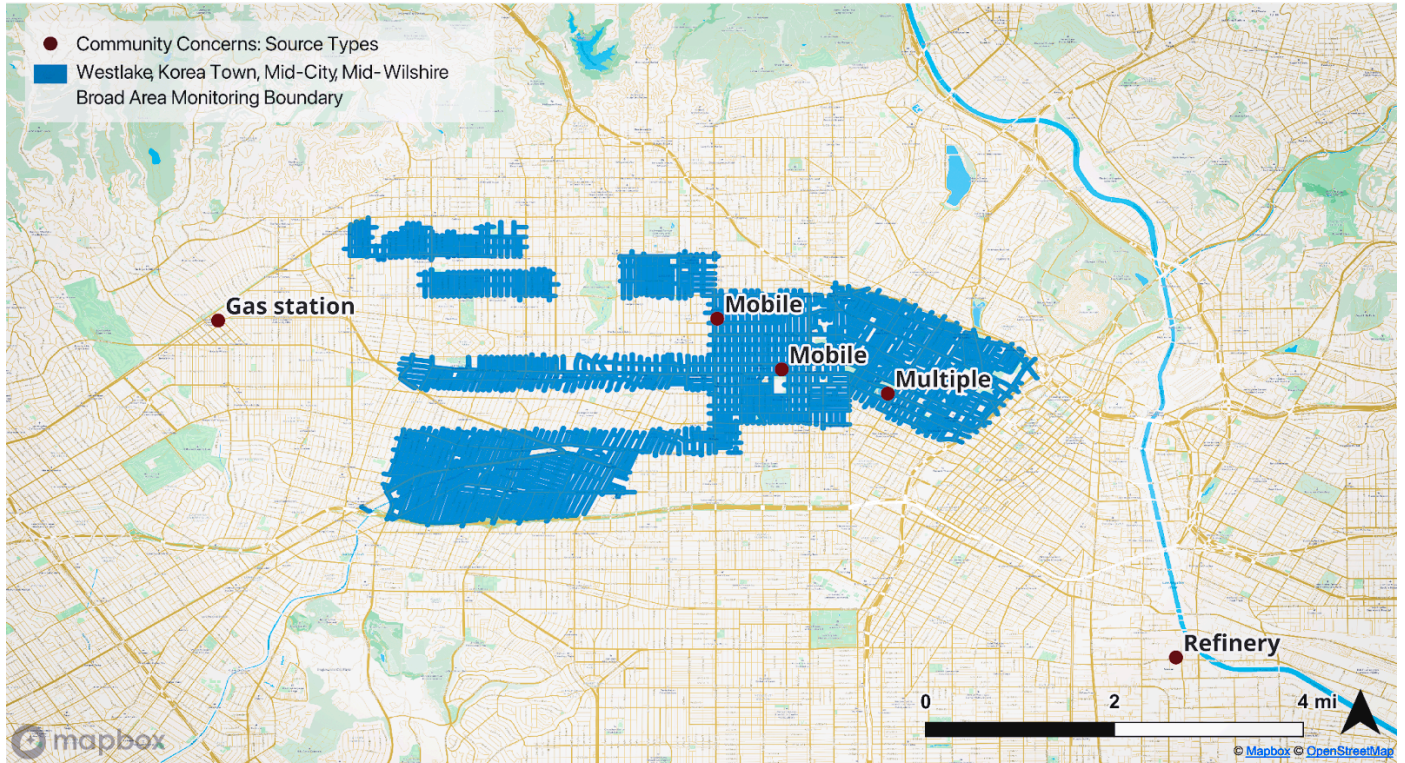 Community Concerns: Source Types
Westlake, Korea Town, Mid-City, Mid-Wilshire
Broad Area Monitoring Boundary
Gas station
Mobile
Mobile
Multiple
Refinery
0 2 4 mi
mapbox
© Mapbox © OpenStreetMap